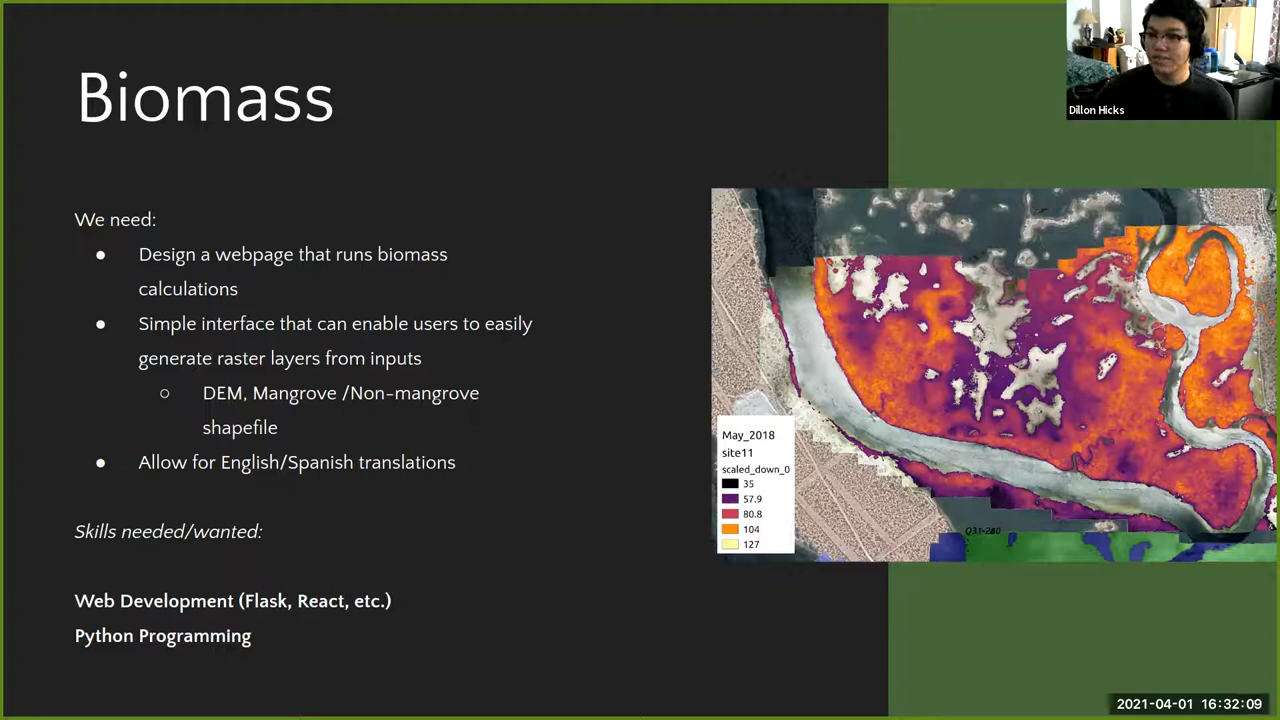 Biomass
Dillon Hicks
We need:
● Design a webpage that runs biomass
calculations
● Simple interface that can enable users to easily
generate raster layers from inputs
○ DEM, Mangrove /Non-mangrove
shapefile
● Allow for English/Spanish translations
Skills needed/wanted:
Web Development (Flask, React, etc.)
Python Programming
May_2018
site11
scaled_down_0
35
57.9
80.8
104
127
2021-04-01 16:32:09